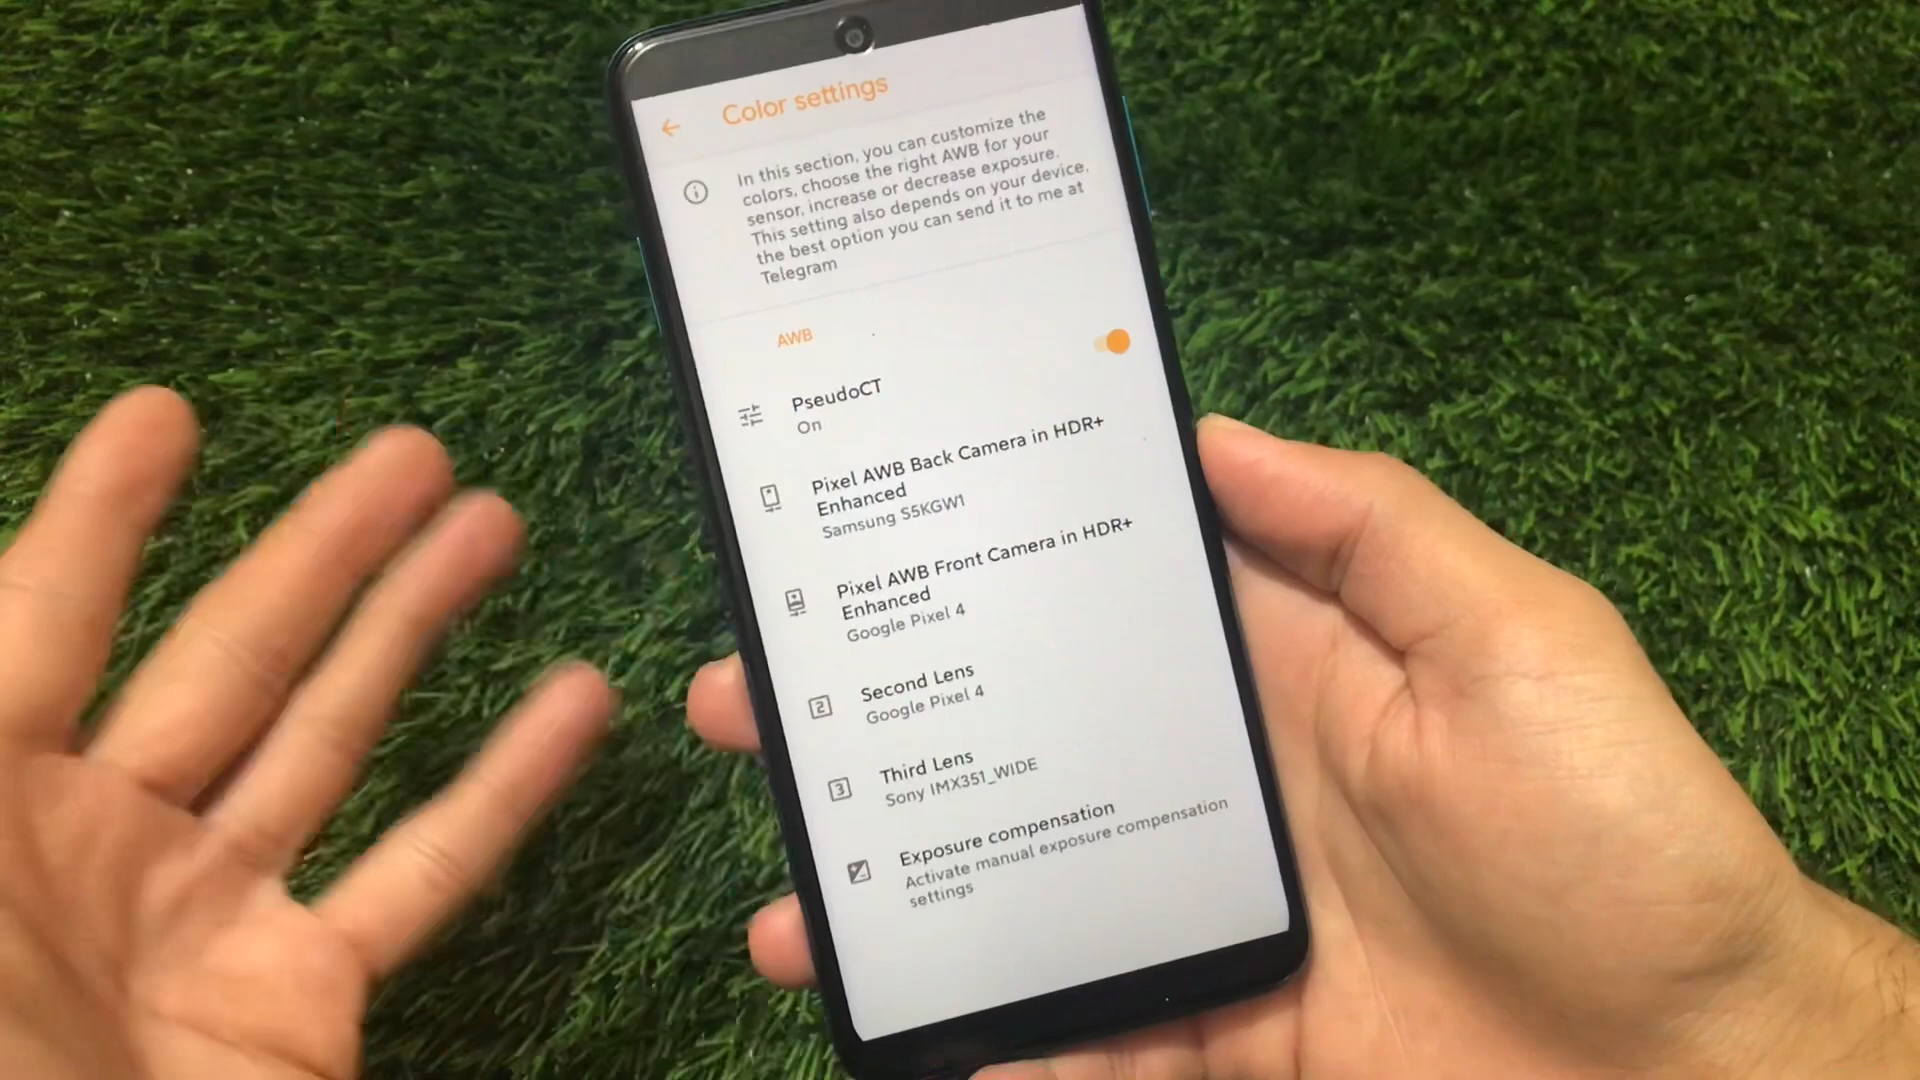 Color settings
In this section, you can customize the
colors, choose the right AWB for your
sensor, increase or decrease exposure.
This setting also depends on your device,
the best option you can send it to me at
Telegram
AWB
PseudoCT
On
Pixel AWB Back Camera in HDR+
Enhanced
Samsung S5KGW1
Pixel AWB Front Camera in HDR+
Enhanced
Google Pixel 4
2
Second Lens
Google Pixel 4
3
Third Lens
Sony IMX351_WIDE
Exposure compensation
Activate manual exposure compensation
settings